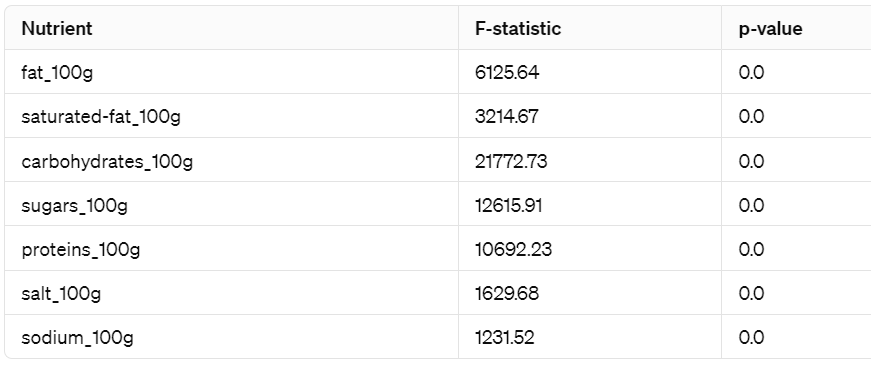 Nutrient F-statistic p-value
fat_100g 6125.64 0.0
saturated-fat_100g 3214.67 0.0
carbohydrates_100g 21772.73 0.0
sugars_100g 12615.91 0.0
proteins_100g 10692.23 0.0
salt_100g 1629.68 0.0
sodium_100g 1231.52 0.0